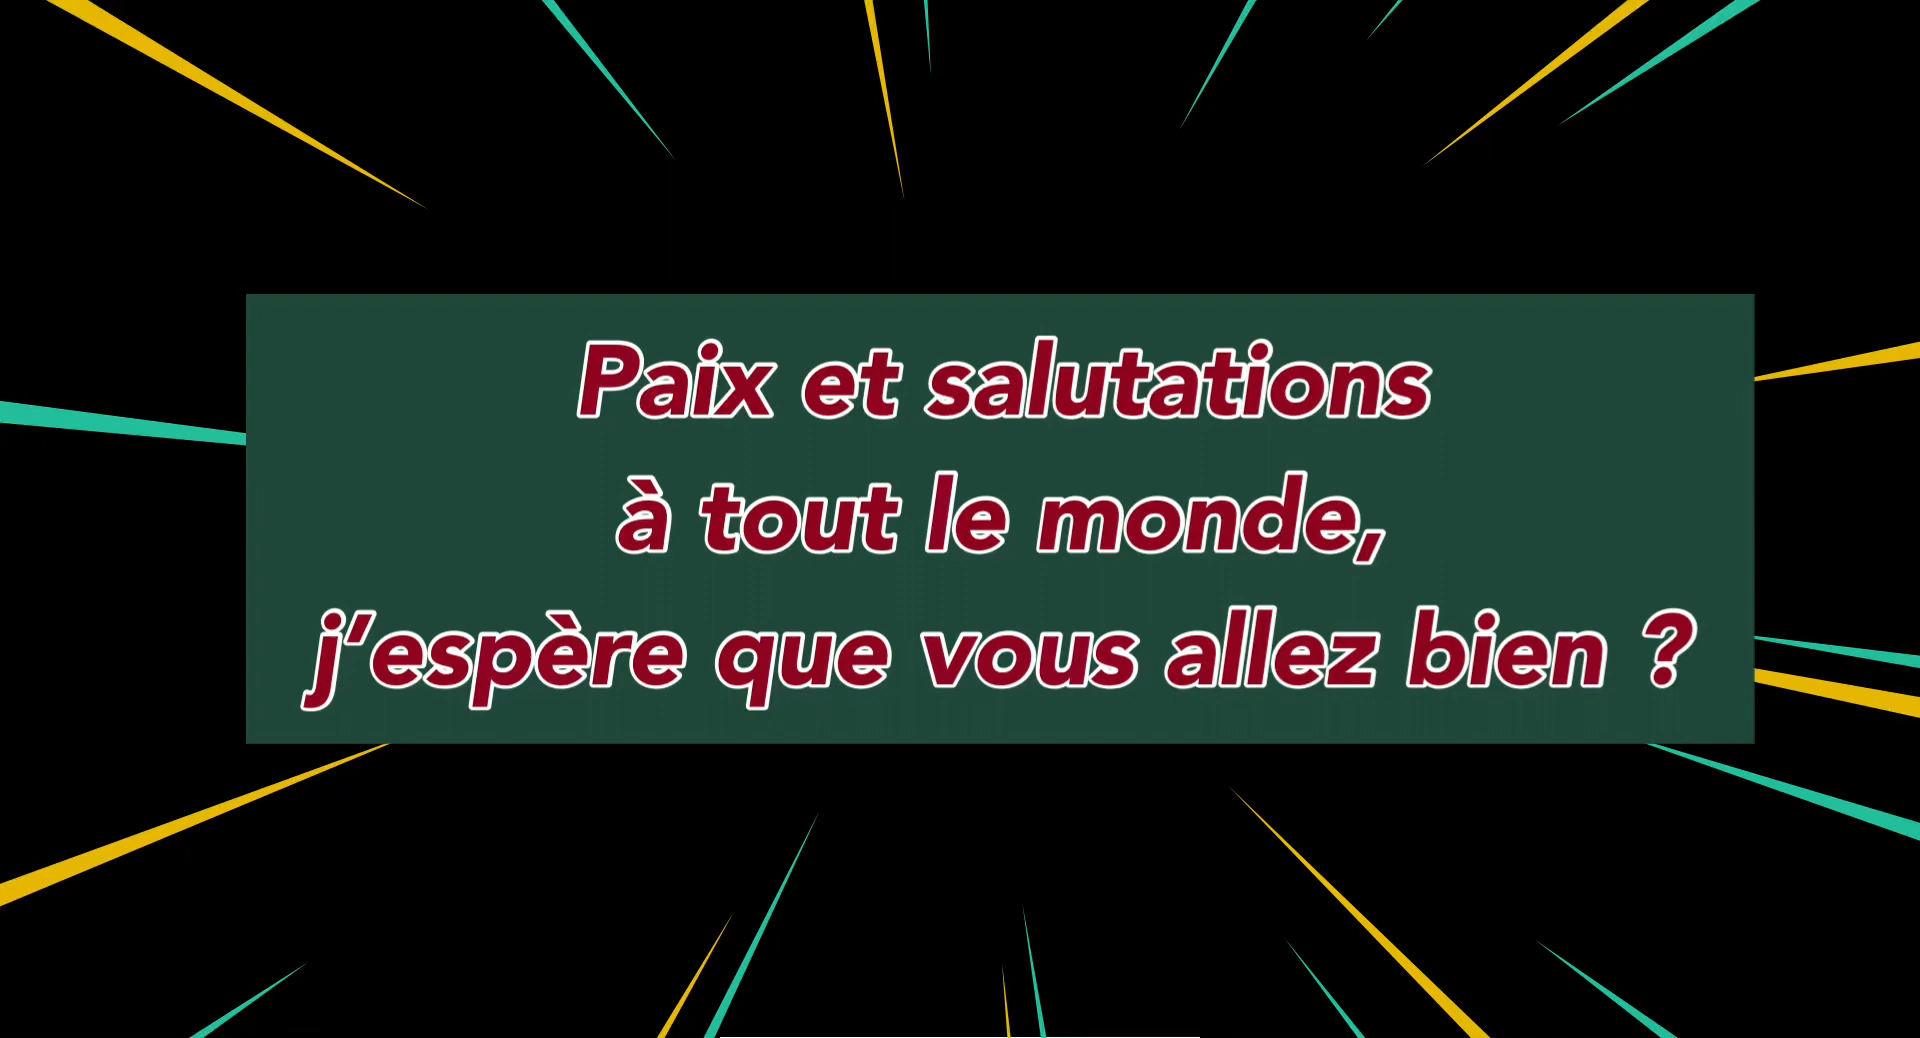 Paix et salutations
à tout le monde,
j’espère que vous allez bien ?